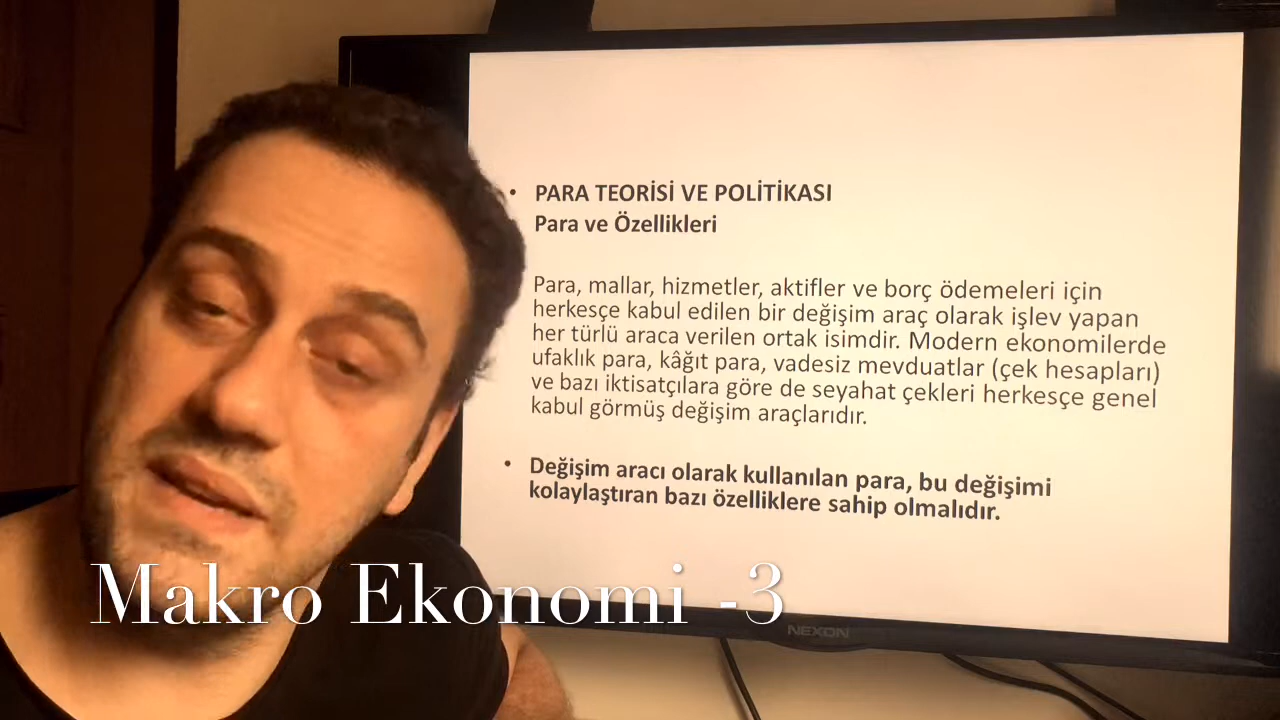 • PARA TEORİSİ VE POLİTİKASI
Para ve Özellikleri
Para, mallar, hizmetler, aktifler ve borç ödemeleri için
herkesçe kabul edilen bir değişim araç olarak işlev yapan
her türlü araca verilen ortak isimdir. Modern ekonomilerde
ufaklık para, kâğıt para, vadesiz mevduatlar (çek hesapları)
ve bazı iktisatçılara göre de seyahat çekleri herkesçe genel
kabul görmüş değişim araçlarıdır.
• Değişim aracı olarak kullanılan para, bu değişimi
kolaylaştıran bazı özelliklere sahip olmalıdır.
Makro Ekonomi -3
NEXON